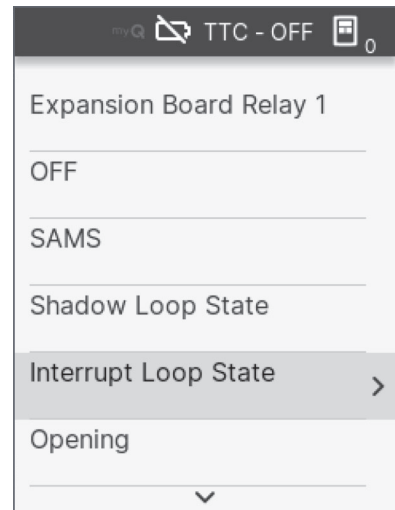 myQ TTC - OFF 0
Expansion Board Relay 1
OFF
SAMS
Shadow Loop State
Interrupt Loop State
Opening